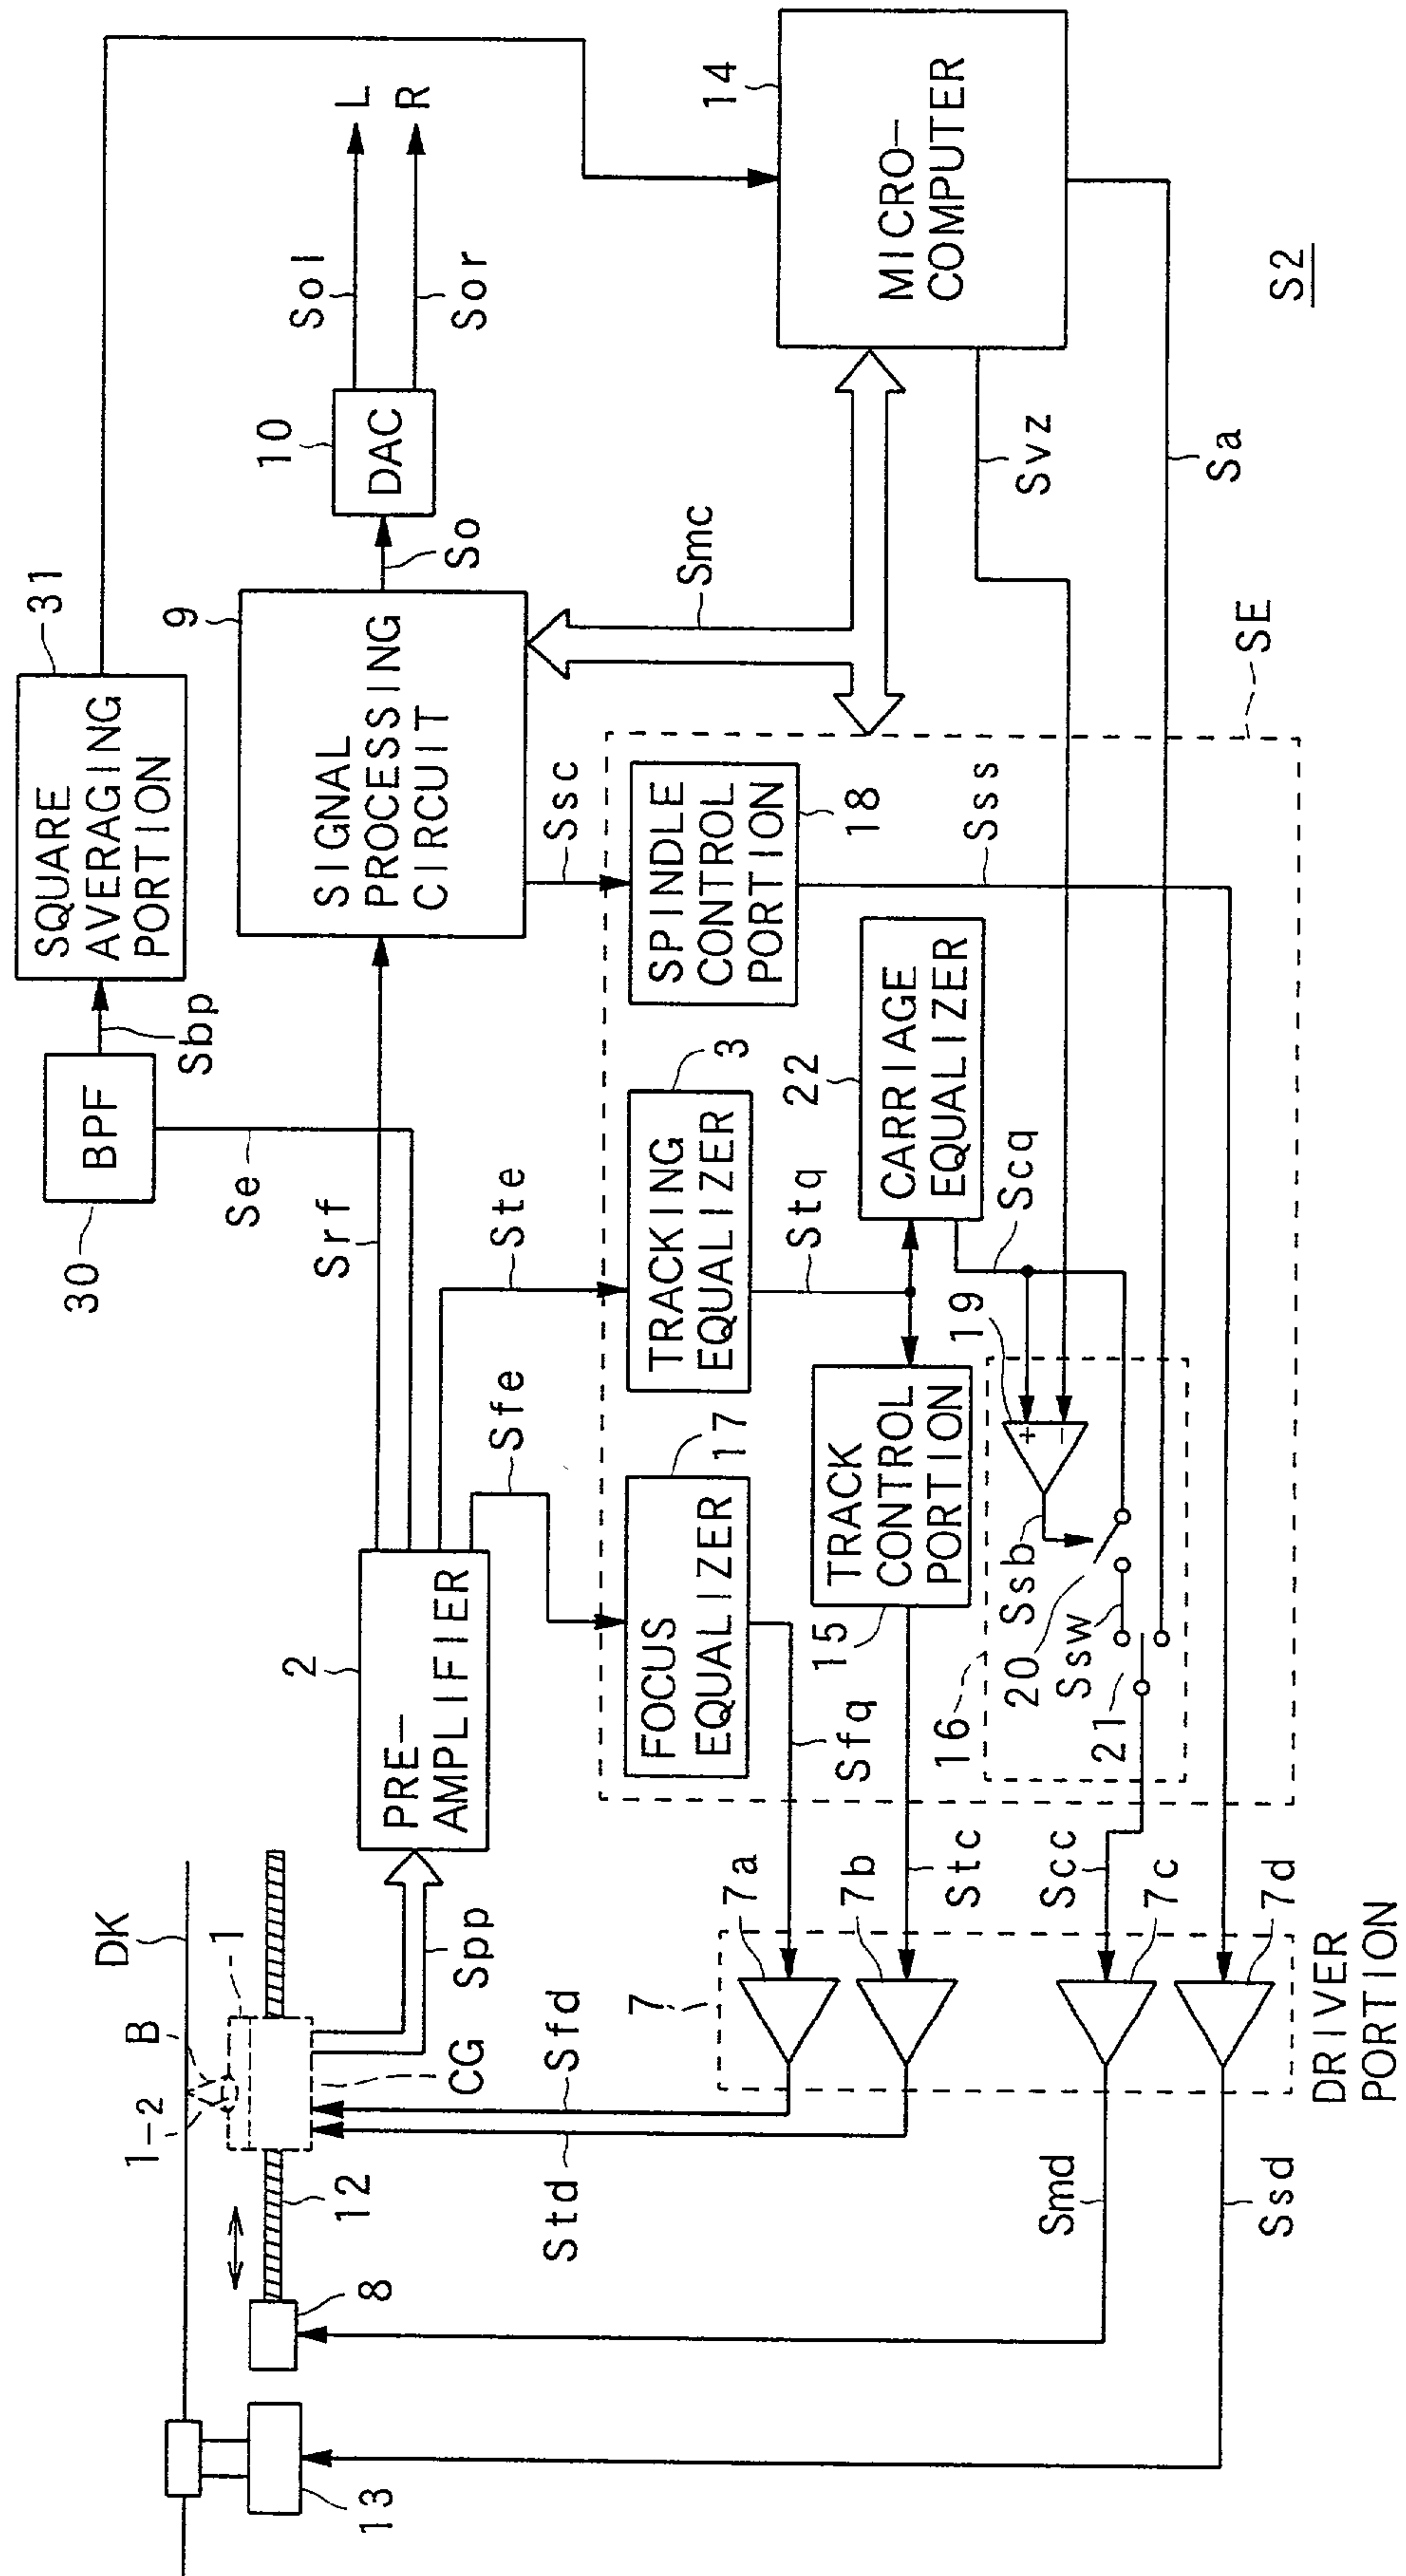 DK
B
1
1-2
12
8
13
CG
Spp
2
PRE-
AMPLIFIER
Srf
Se
30
BPF
Sbp
31
SQUARE
AVERAGING
PORTION
9
SIGNAL
PROCESSING
CIRCUIT
So
10
DAC
Sol
Sor
L
R
14
MICRO-
COMPUTER
Smc
Svz
Sa
S2
SE
Ssc
SPINDLE
CONTROL
PORTION
18
Sss
Ste
3
TRACKING
EQUALIZER
Stq
22
CARRIAGE
EQUALIZER
Scq
Sfe
17
FOCUS
EQUALIZER
Sfq
TRACK
CONTROL
PORTION
15
16
19
+
-
Ssb
20
Ssw
21
Stc
Scc
7
7a
7b
7c
7d
DRIVER
PORTION
Sfd
Std
Smd
Ssd